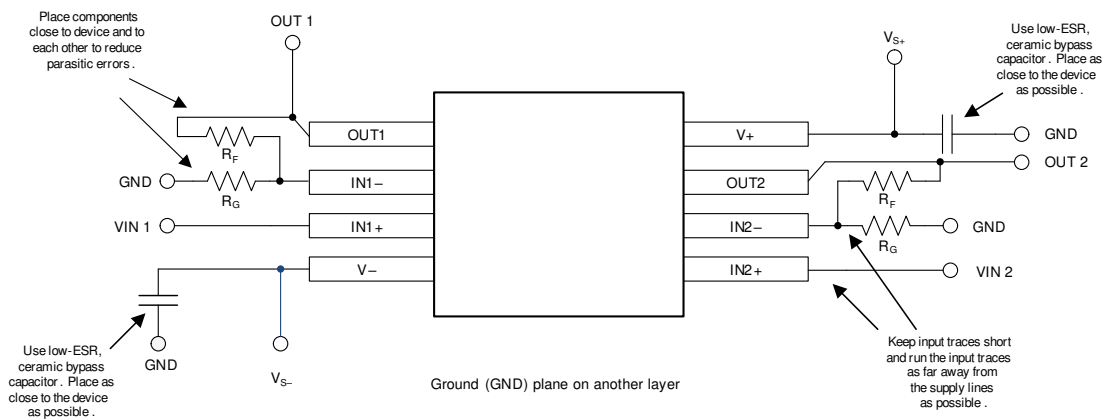 Place components
close to device and to
each other to reduce
parasitic errors .
OUT 1
VS+
Use low-ESR,
ceramic bypass
capacitor . Place as
close to the device
as possible .
OUT1
V+
GND
RF
OUT 2
GND
RG
IN1−
OUT2
RF
VIN 1
IN1+
IN2−
RG
GND
V−
IN2+
VIN 2
Use low-ESR,
ceramic bypass
capacitor . Place as
close to the device
as possible .
GND
VS−
Ground (GND) plane on another layer
Keep input traces short
and run the input traces
as far away from
the supply lines
as possible .